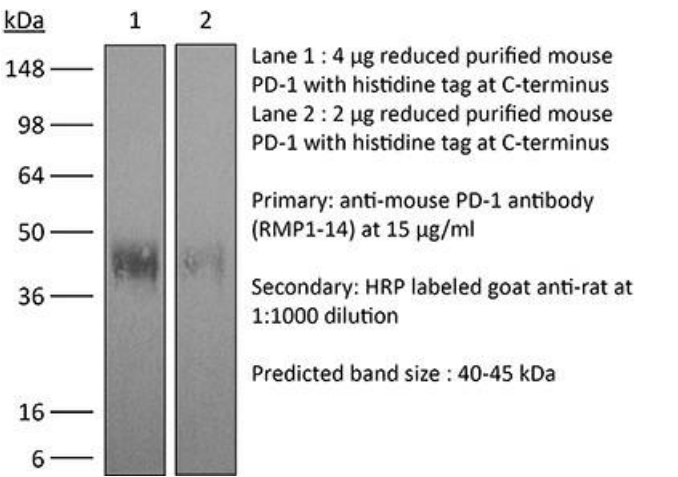 kDa 1 2
148
98
64
50
36
16
6
Lane 1 : 4 µg reduced purified mouse
PD-1 with histidine tag at C-terminus
Lane 2 : 2 µg reduced purified mouse
PD-1 with histidine tag at C-terminus
Primary: anti-mouse PD-1 antibody
(RMP1-14) at 15 µg/ml
Secondary: HRP labeled goat anti-rat at
1:1000 dilution
Predicted band size : 40-45 kDa